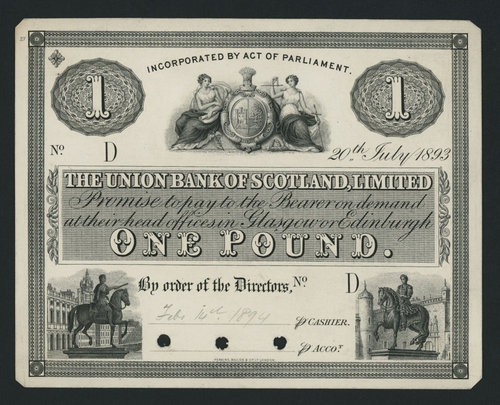 INCORPORATED BY ACT OF PARLIAMENT.
1 1
No. D
20th July 1893
THE UNION BANK OF SCOTLAND, LIMITED
Promise to pay to the Bearer on demand
at their head offices in Glasgow or Edinburgh
ONE POUND.
By order of the Directors, No. D
Feb. 14th 1894
p CASHIER.
p ACCOT.